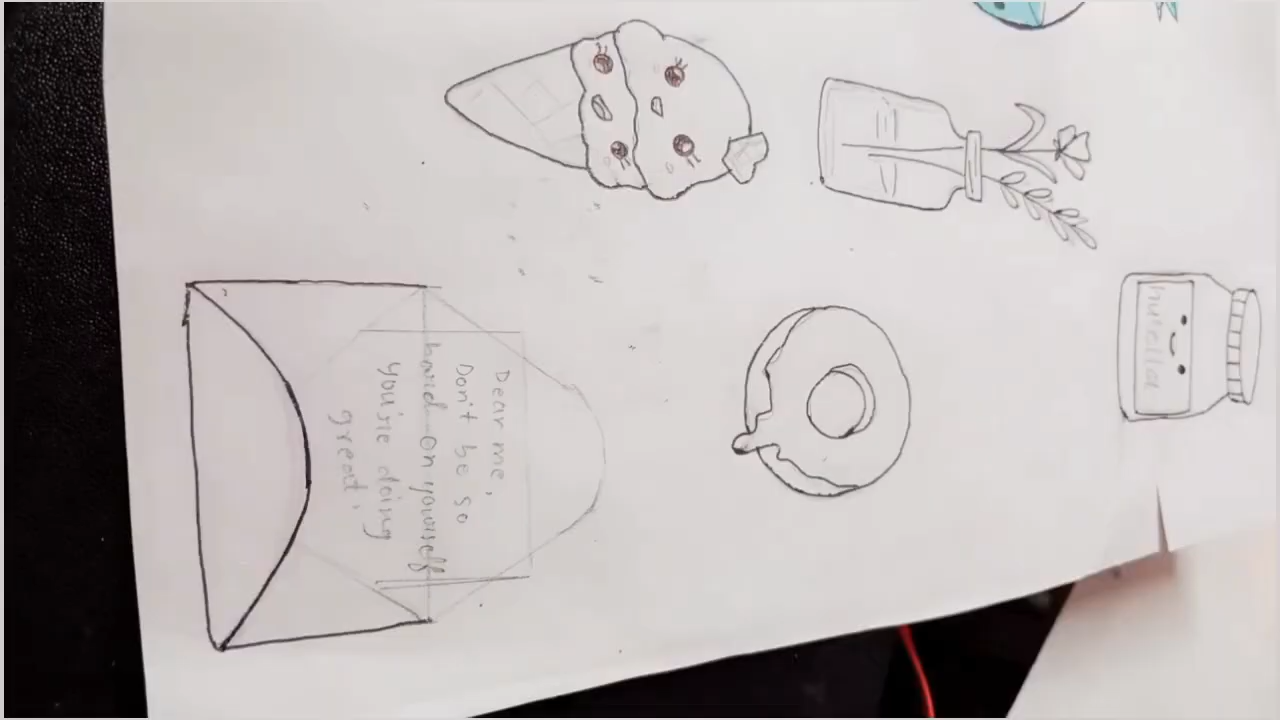 Dear me,
Don't be so
hard on yourself
you're doing
great.
nutella